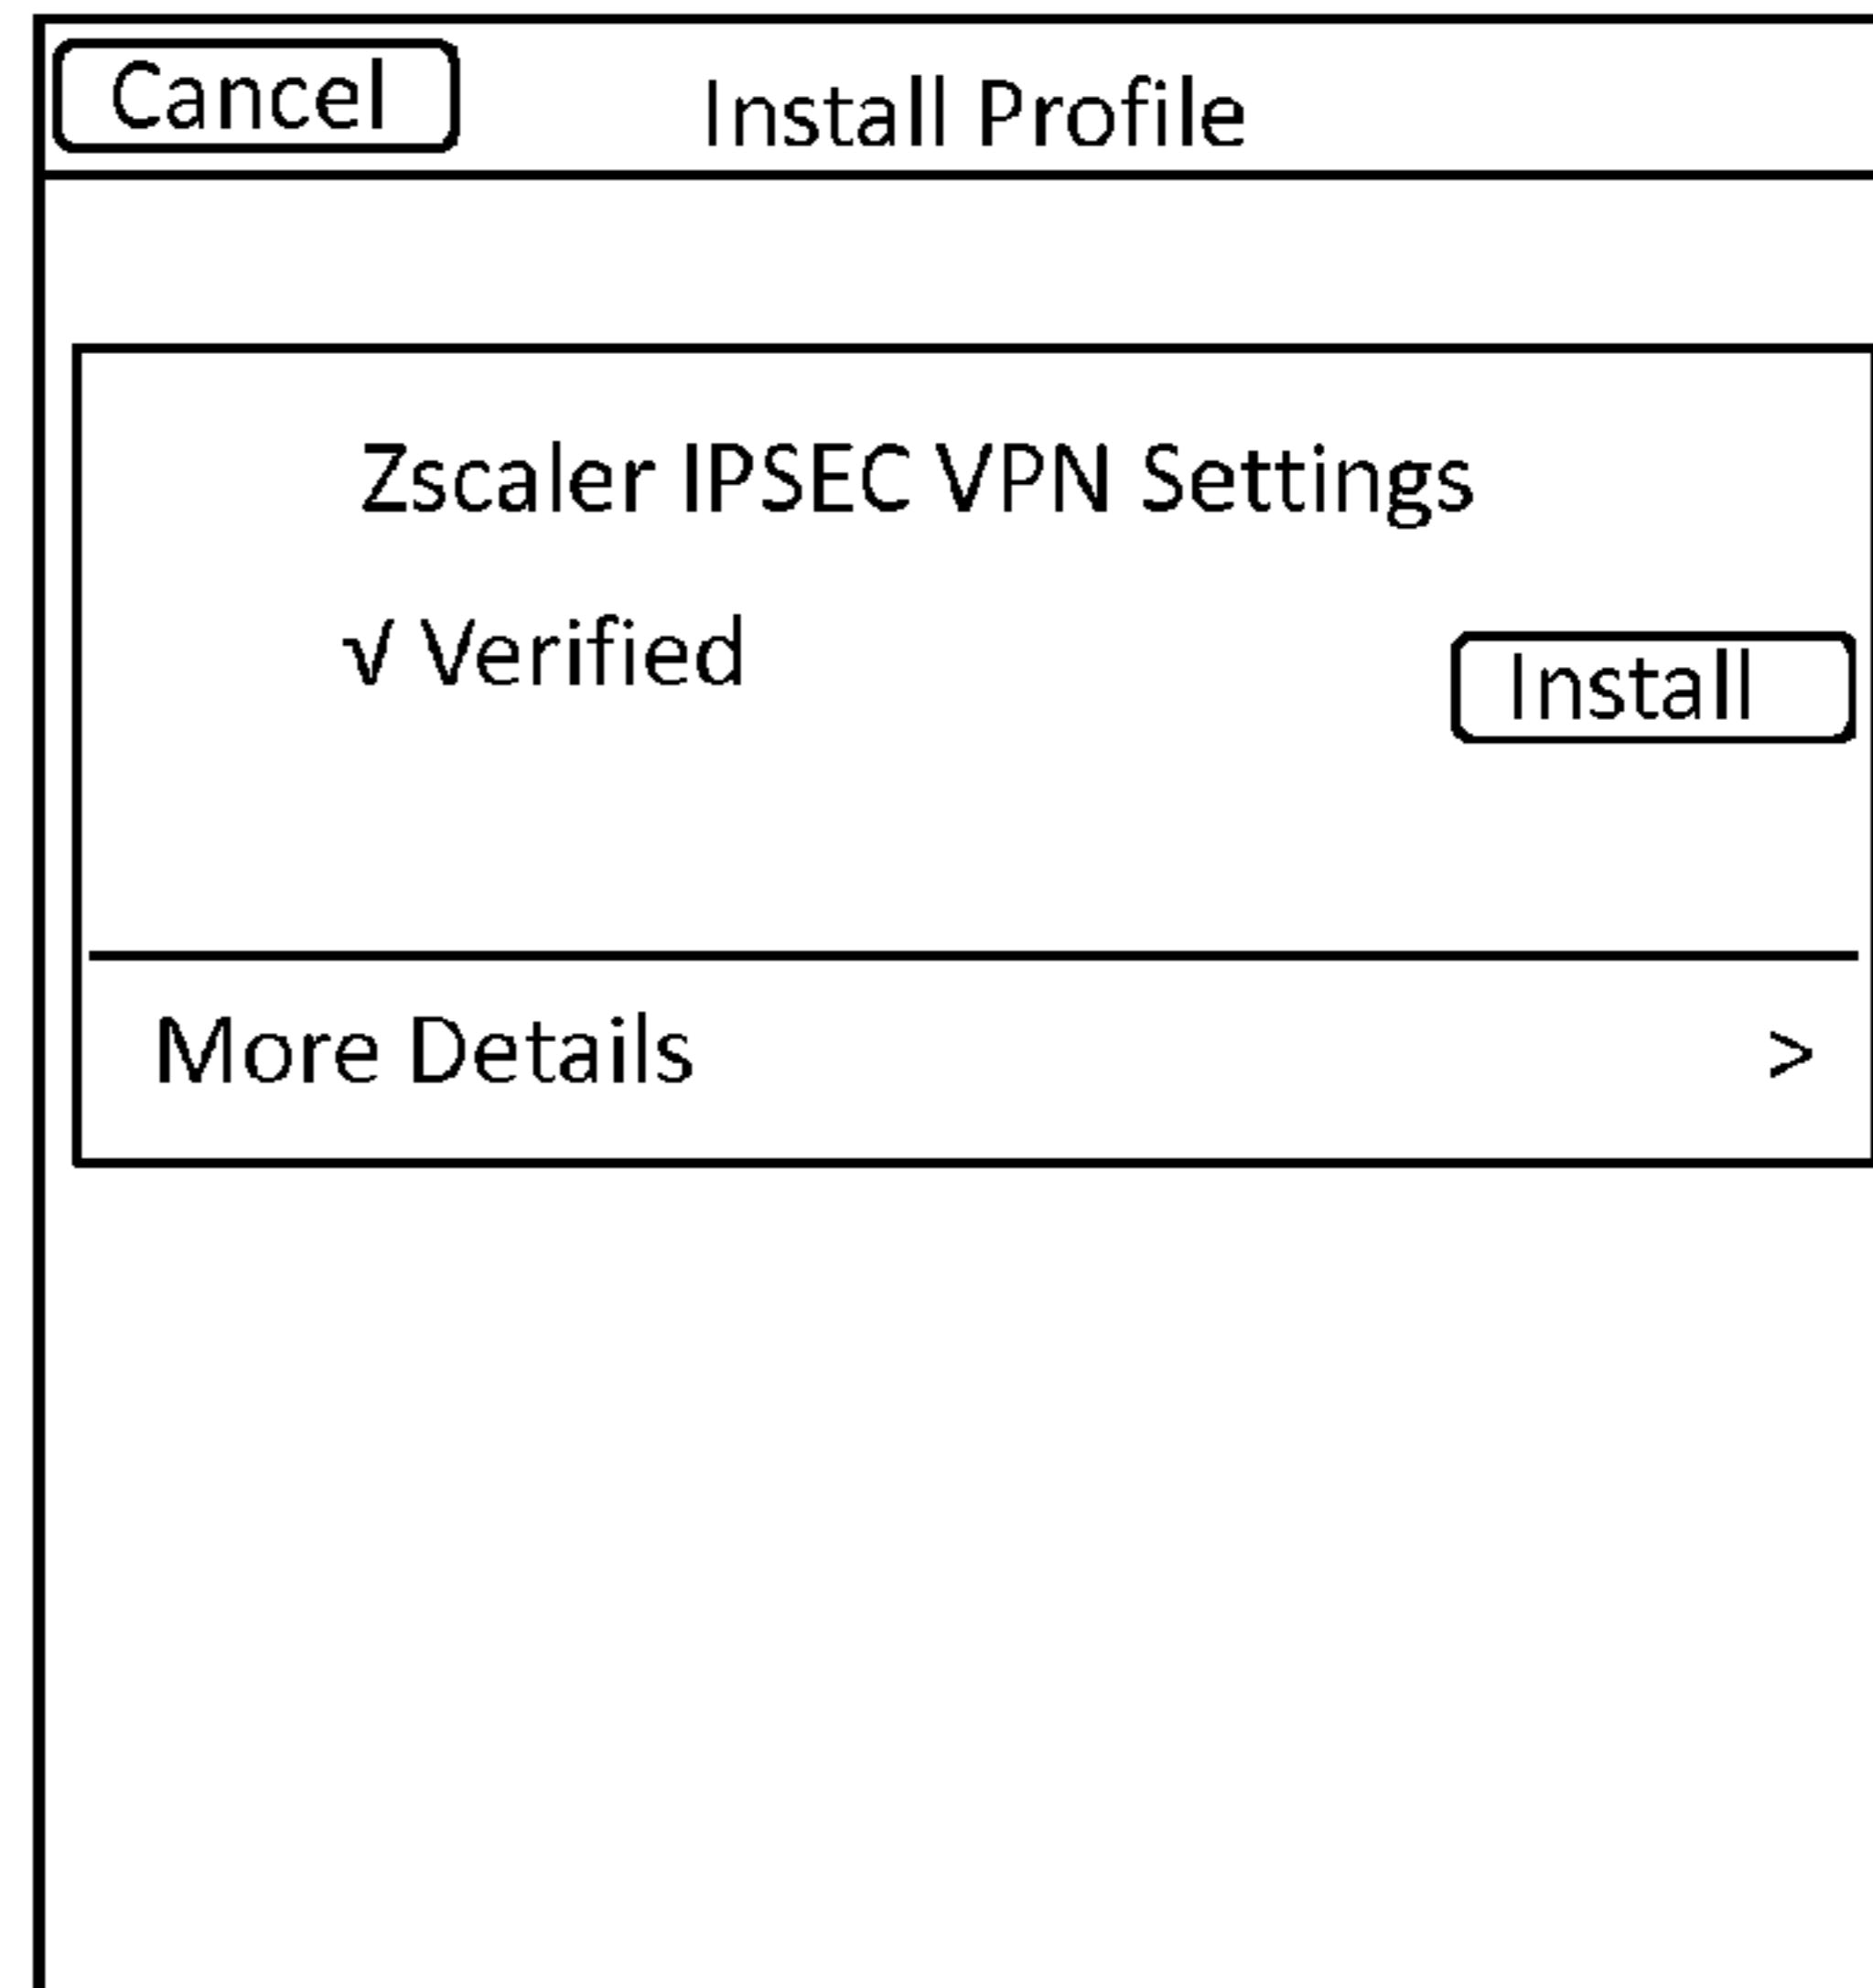 Cancel
Install Profile
Zscaler IPSEC VPN Settings
√ Verified
Install
More Details >